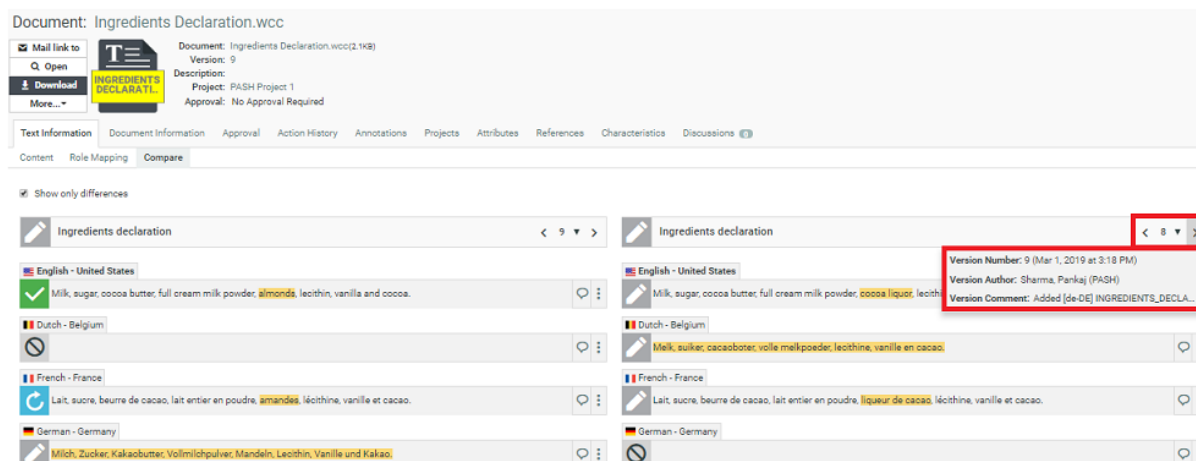 Document: Ingredients Declaration.wcc
Mail link to
Open
Download
More...
T
INGREDIENTS
DECLARATI..
Document: Ingredients Declaration.wcc(2.1KB)
Version: 9
Description:
Project: PASH Project 1
Approval: No Approval Required
Text Information Document Information Approval Action History Annotations Projects Attributes References Characteristics Discussions 0
Content Role Mapping Compare
Show only differences
Ingredients declaration < 9 ▼ >
Ingredients declaration < 8 ▼ >
Version Number: 9 (Mar 1, 2019 at 3:18 PM)
Version Author: Sharma, Pankaj (PASH)
Version Comment: Added [de-DE] INGREDIENTS_DECLA...
English - United States
Milk, sugar, cocoa butter, full cream milk powder, almonds, lecithin, vanilla and cocoa.
English - United States
Milk, sugar, cocoa butter, full cream milk powder, cocoa liquor, lecithi
Dutch - Belgium
Dutch - Belgium
Melk, suiker, cacaoboter, volle melkpoeder, lecithine, vanille en cacao.
French - France
Lait, sucre, beurre de cacao, lait entier en poudre, amandes, lécithine, vanille et cacao.
French - France
Lait, sucre, beurre de cacao, lait entier en poudre, liqueur de cacao, lécithine, vanille et cacao.
German - Germany
Milch, Zucker, Kakaobutter, Vollmilchpulver, Mandeln, Lecithin, Vanille und Kakao.
German - Germany